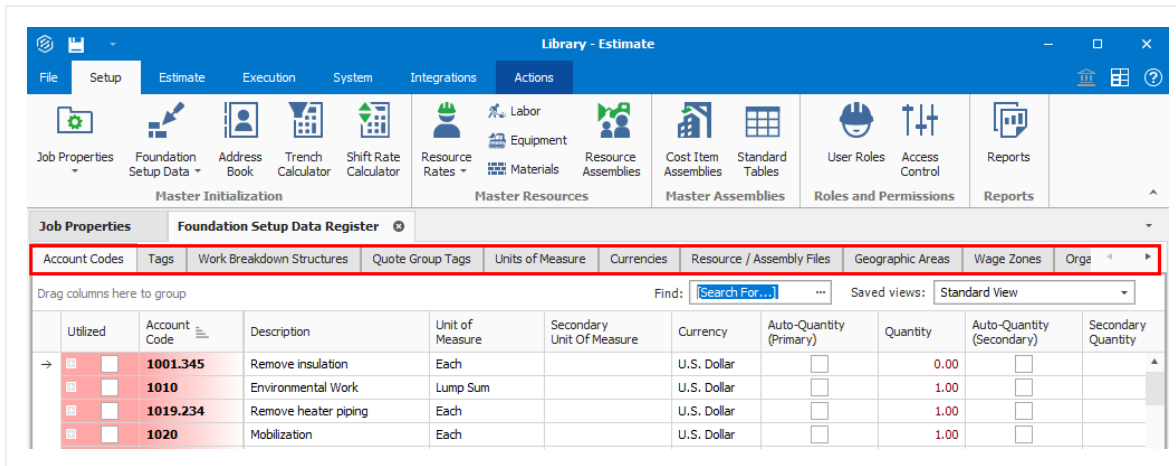 Library - Estimate
File Setup Estimate Execution System Integrations Actions
Job Properties
Foundation Setup Data
Address Book
Trench Calculator
Shift Rate Calculator
Master Initialization
Resource Rates
Labor
Equipment
Materials
Resource Assemblies
Master Resources
Cost Item Assemblies
Standard Tables
Master Assemblies
User Roles
Access Control
Roles and Permissions
Reports
Reports
Job Properties Foundation Setup Data Register
Account Codes Tags Work Breakdown Structures Quote Group Tags Units of Measure Currencies Resource / Assembly Files Geographic Areas Wage Zones Orga
Drag columns here to group Find: [Search For...] ... Saved views: Standard View
Utilized Account Code Description Unit of Measure Secondary Unit Of Measure Currency Auto-Quantity (Primary) Quantity Auto-Quantity (Secondary) Secondary Quantity
1001.345 Remove insulation Each U.S. Dollar 0.00
1010 Environmental Work Lump Sum U.S. Dollar 1.00
1019.234 Remove heater piping Each U.S. Dollar 1.00
1020 Mobilization Each U.S. Dollar 1.00